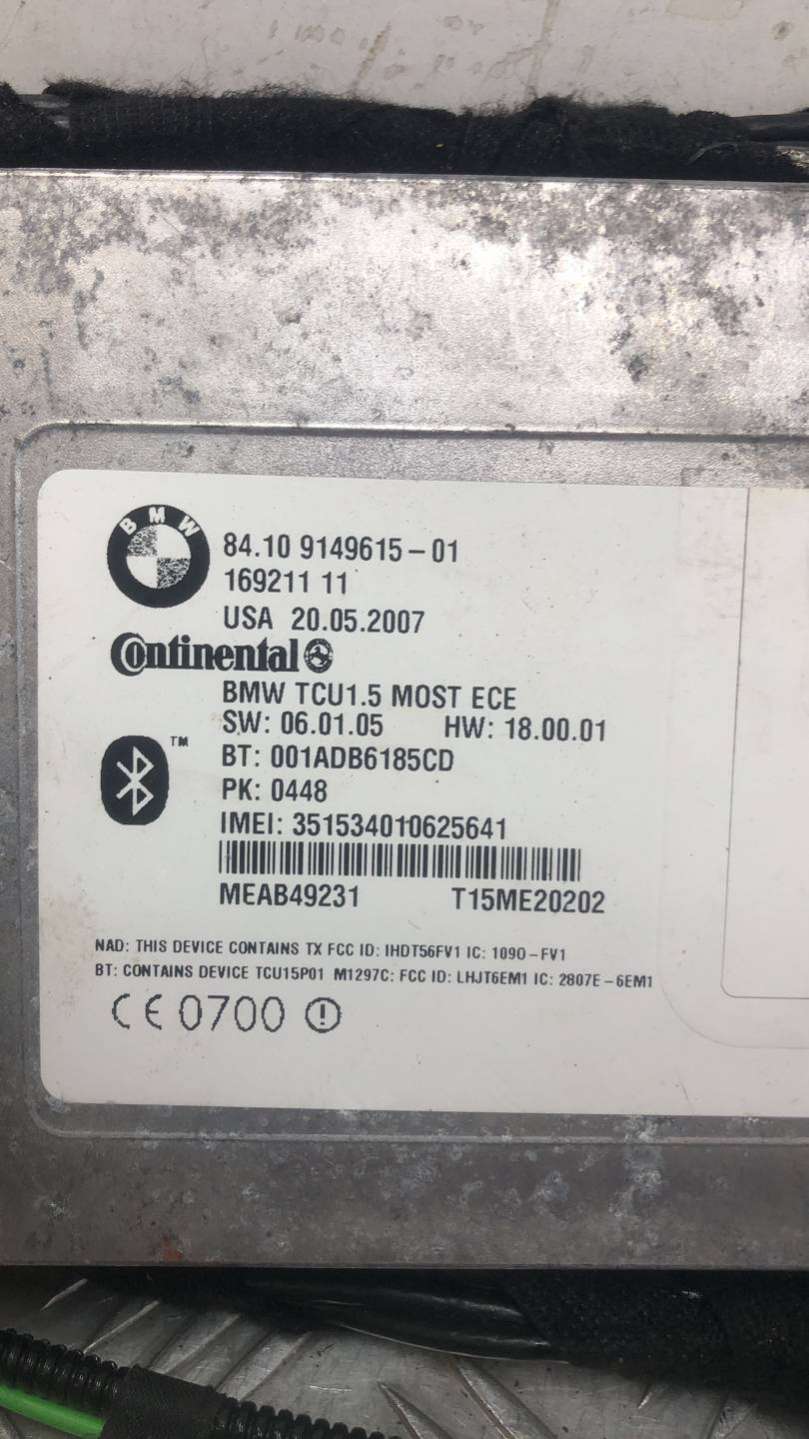 BMW
84.10 9149615-01
169211 11
USA 20.05.2007
Continental
BMW TCU1.5 MOST ECE
SW: 06.01.05 HW: 18.00.01
TM
BT: 001ADB6185CD
PK: 0448
IMEI: 351534010625641
MEAB49231 T15ME20202
NAD: THIS DEVICE CONTAINS TX FCC ID: IHDT56FV1 IC: 1090-FV1
BT: CONTAINS DEVICE TCU15P01 M1297C: FCC ID: LHJT6EM1 IC: 2807E-6EM1
CE 0700